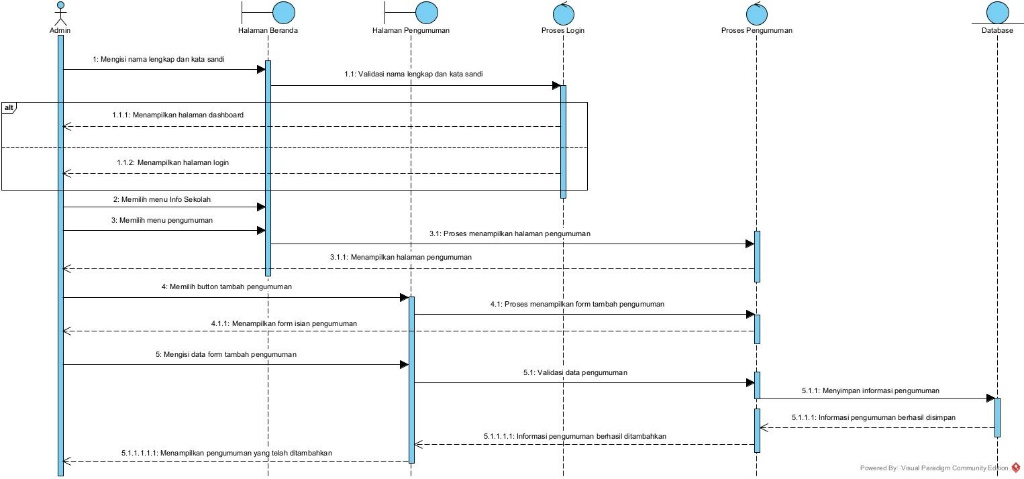 Admin
Halaman Beranda
Halaman Pengumuman
Proses Login
Proses Pengumuman
Database
1: Mengisi nama lengkap dan kata sandi
1.1: Validasi nama lengkap dan kata sandi
alt
1.1.1: Menampilkan halaman dashboard
1.1.2: Menampilkan halaman login
2: Memilih menu Info Sekolah
3: Memilih menu pengumuman
3.1: Proses menampilkan halaman pengumuman
3.1.1: Menampilkan halaman pengumuman
4: Memilih button tambah pengumuman
4.1: Proses menampilkan form tambah pengumuman
4.1.1: Menampilkan form isian pengumuman
5: Mengisi data form tambah pengumuman
5.1: Validasi data pengumuman
5.1.1: Menyimpan informasi pengumuman
5.1.1.1: Informasi pengumuman berhasil disimpan
5.1.1.1.1: Informasi pengumuman berhasil ditambahkan
5.1.1.1.1.1: Menampilkan pengumuman yang telah ditambahkan
Powered By Visual Paradigm Community Edition